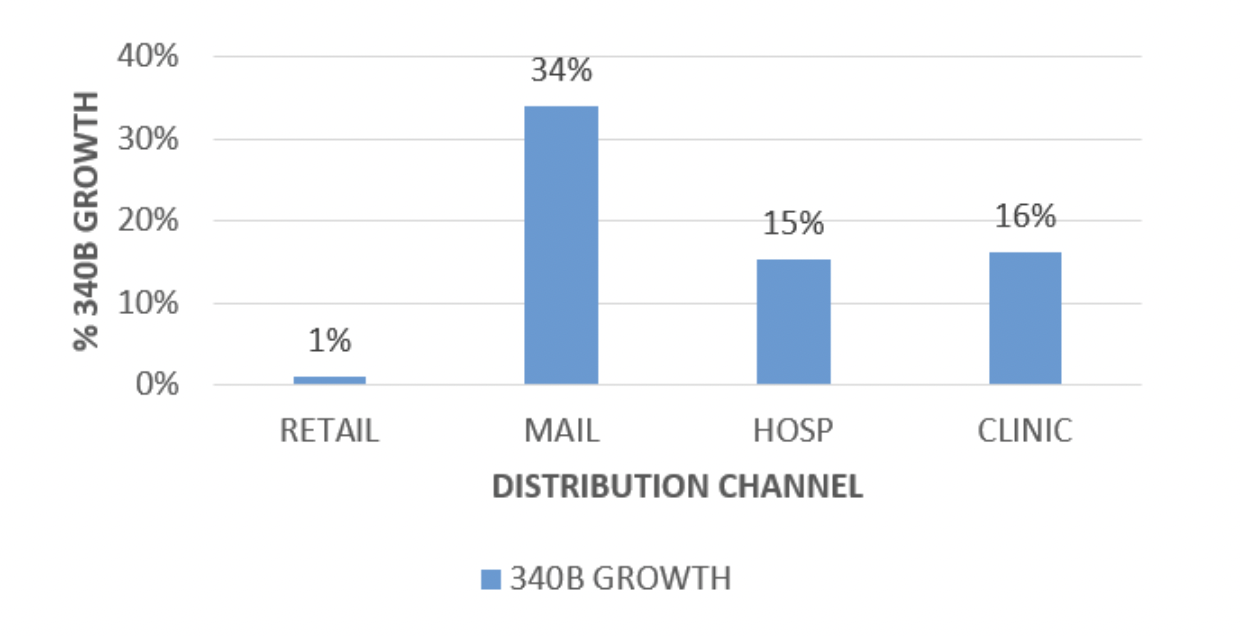 40%
30%
20%
10%
0%
% 340B GROWTH
1%
34%
15%
16%
RETAIL MAIL HOSP CLINIC
DISTRIBUTION CHANNEL
340B GROWTH